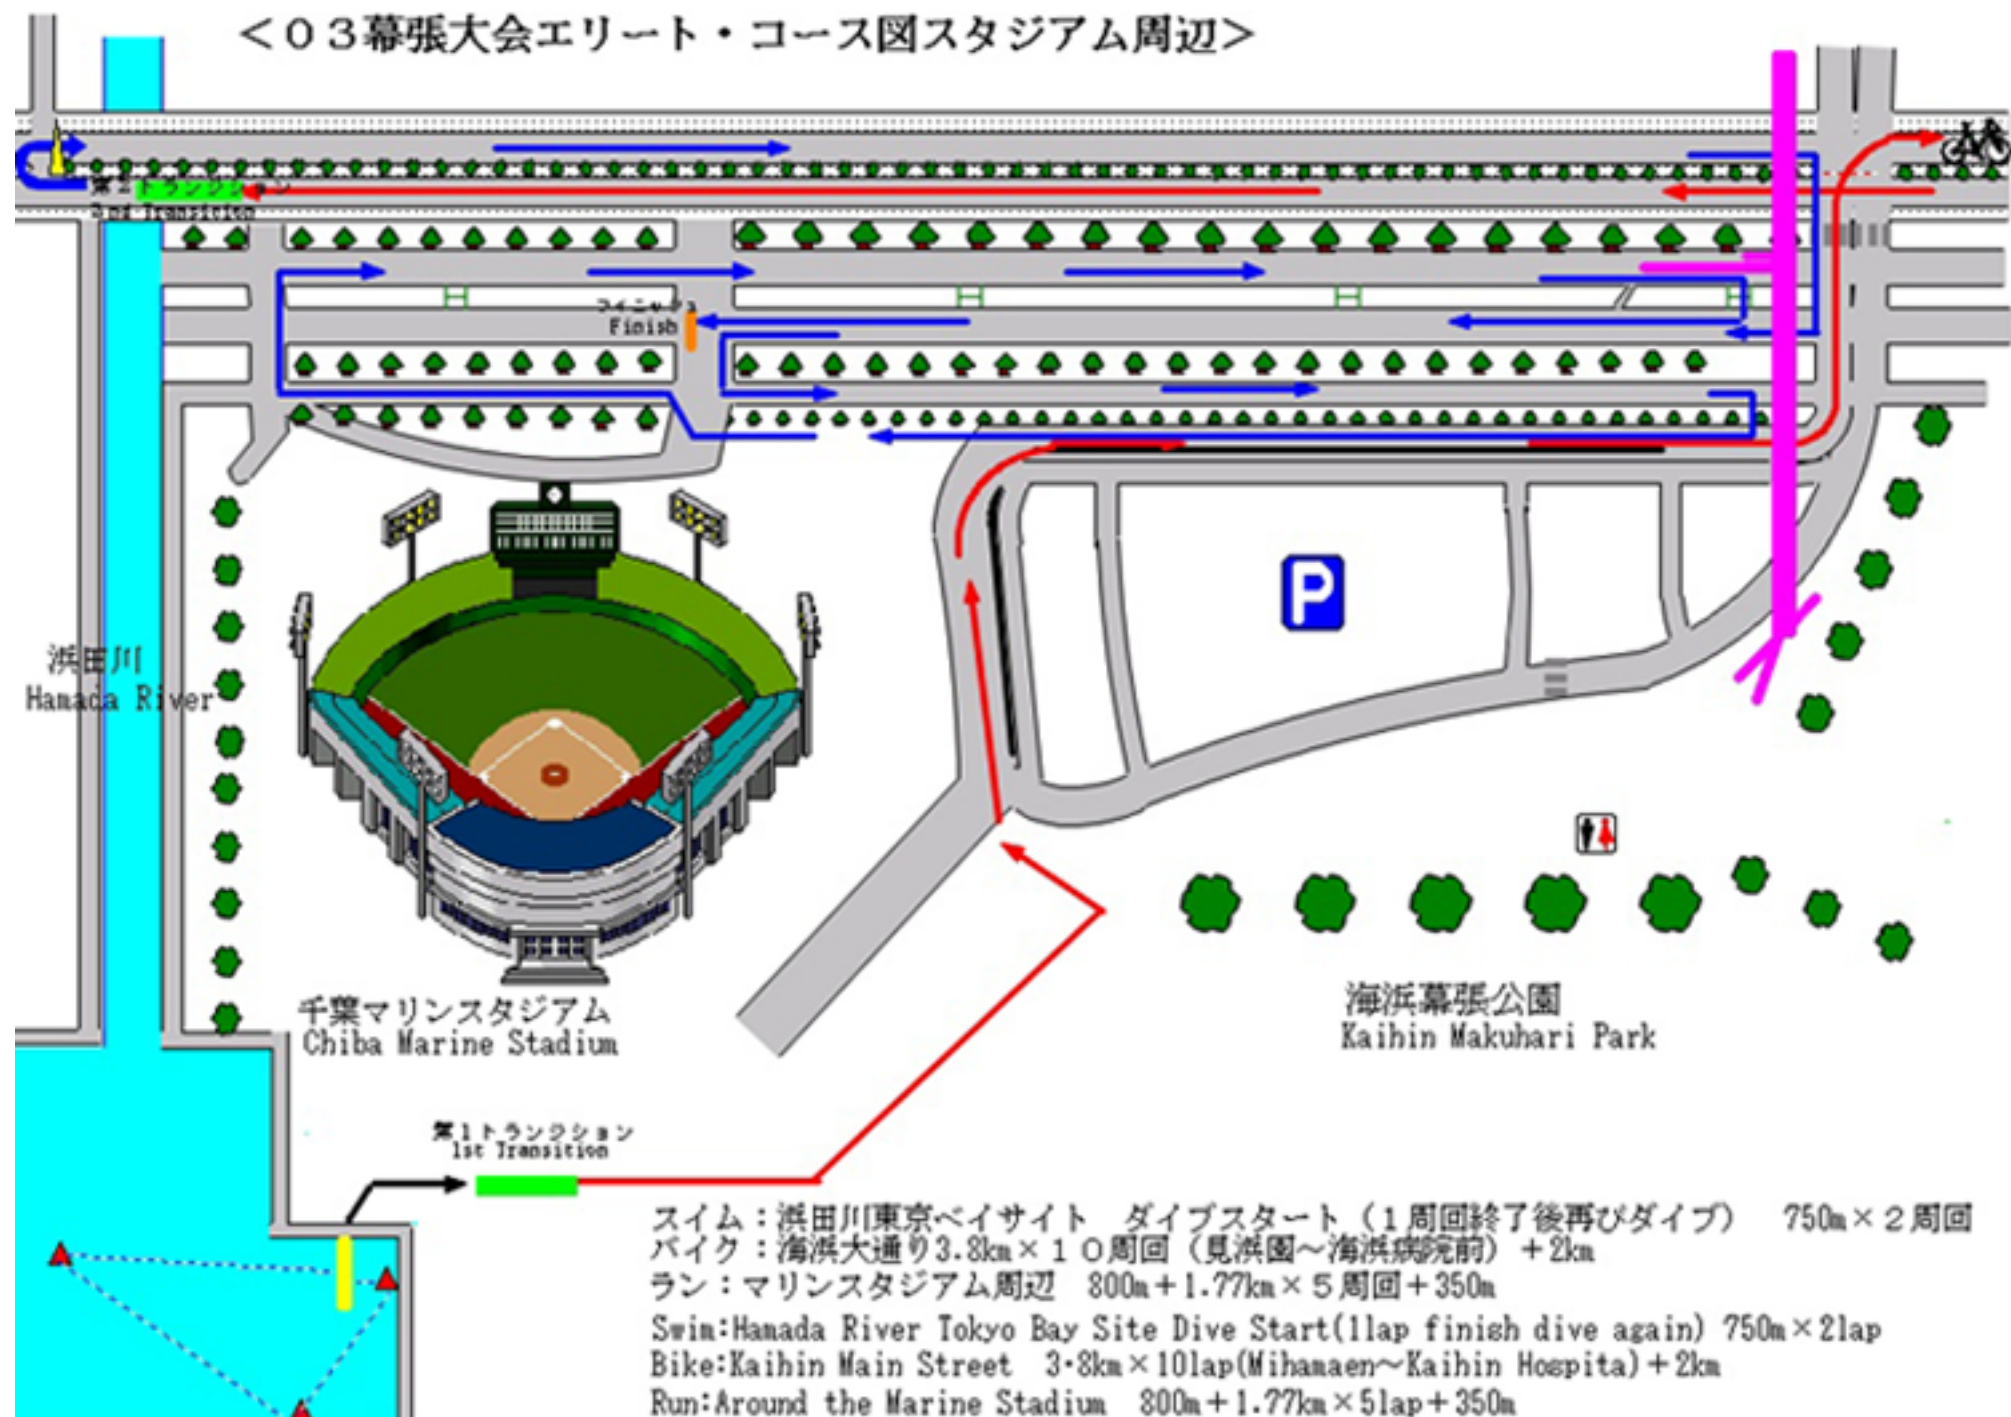 ＜０３幕張大会エリート・コース図スタジアム周辺＞
第２トランジション
2nd Transition
フィニッシュ
Finish
P
浜田川
Hamada River
千葉マリンスタジアム
Chiba Marine Stadium
海浜幕張公園
Kaihin Makuhari Park
第１トランジション
1st Transition
スイム：浜田川東京ベイサイト　ダイブスタート（１周回終了後再びダイブ）　750m×２周回
バイク：海浜大通り3.8km×１０周回（見浜園～海浜病院前）＋2km
ラン：マリンスタジアム周辺　800m＋1.77km×５周回＋350m
Swim:Hamada River Tokyo Bay Site Dive Start(1lap finish dive again) 750m×2lap
Bike:Kaihin Main Street　3・8km×10lap(Mihamaen～Kaihin Hospita)＋2km
Run:Around the Marine Stadium　800m＋1.77km×5lap＋350m